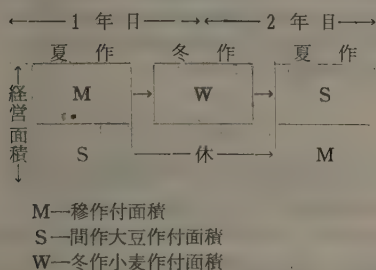 ←1年目→←2年目→
夏作 冬作 夏作
↑経営面積↓
M → W → S
S —休→ M
M—稗作付面積
S—間作大豆作付面積
W—冬作小麦作付面積